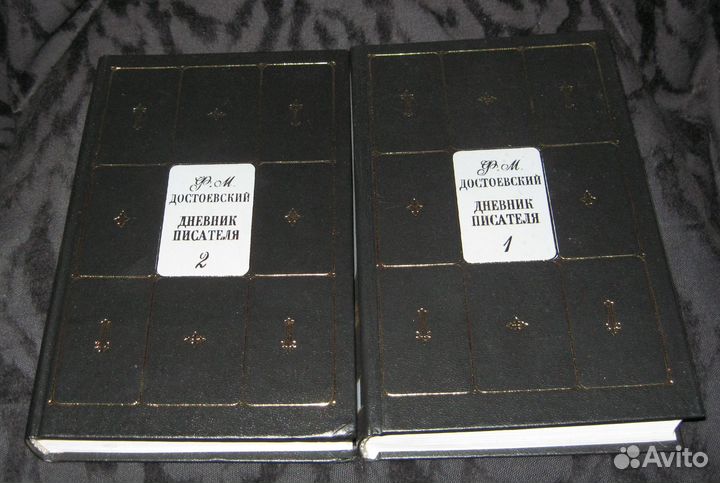 Ф. М.
ДОСТОЕВСКИЙ
ДНЕВНИК
ПИСАТЕЛЯ
2
Ф. М.
ДОСТОЕВСКИЙ
ДНЕВНИК
ПИСАТЕЛЯ
1
Avito